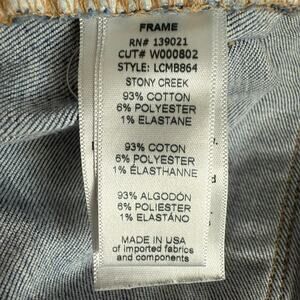 FRAME
RN# 139021
CUT# W000802
STYLE: LCMB864
STONY CREEK
93% COTTON
6% POLYESTER
1% ELASTANE
93% COTON
6% POLYESTER
1% ÉLASTHANNE
93% ALGODÓN
6% POLIESTER
1% ELASTÁNO
MADE IN USA
of imported fabrics
and components